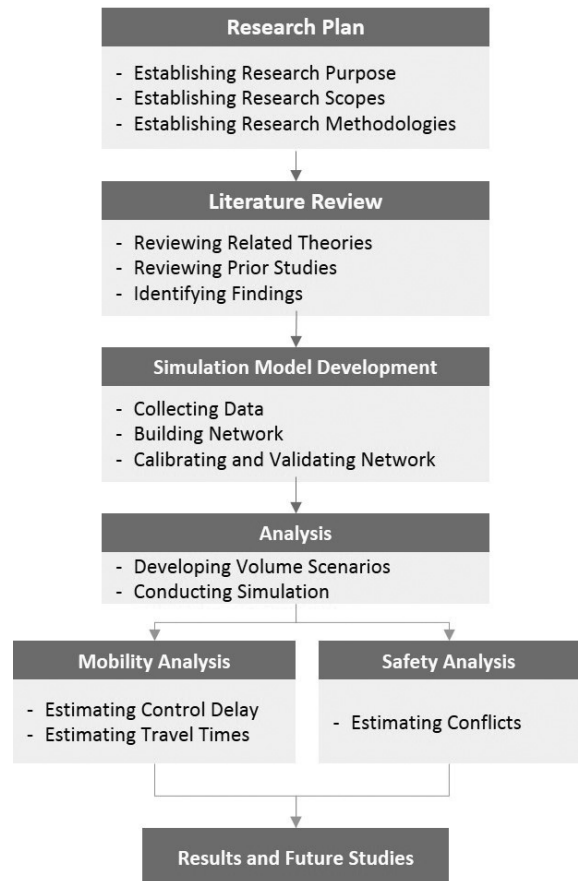 Research Plan
- Establishing Research Purpose
- Establishing Research Scopes
- Establishing Research Methodologies
Literature Review
- Reviewing Related Theories
- Reviewing Prior Studies
- Identifying Findings
Simulation Model Development
- Collecting Data
- Building Network
- Calibrating and Validating Network
Analysis
- Developing Volume Scenarios
- Conducting Simulation
Mobility Analysis
- Estimating Control Delay
- Estimating Travel Times
Safety Analysis
- Estimating Conflicts
Results and Future Studies